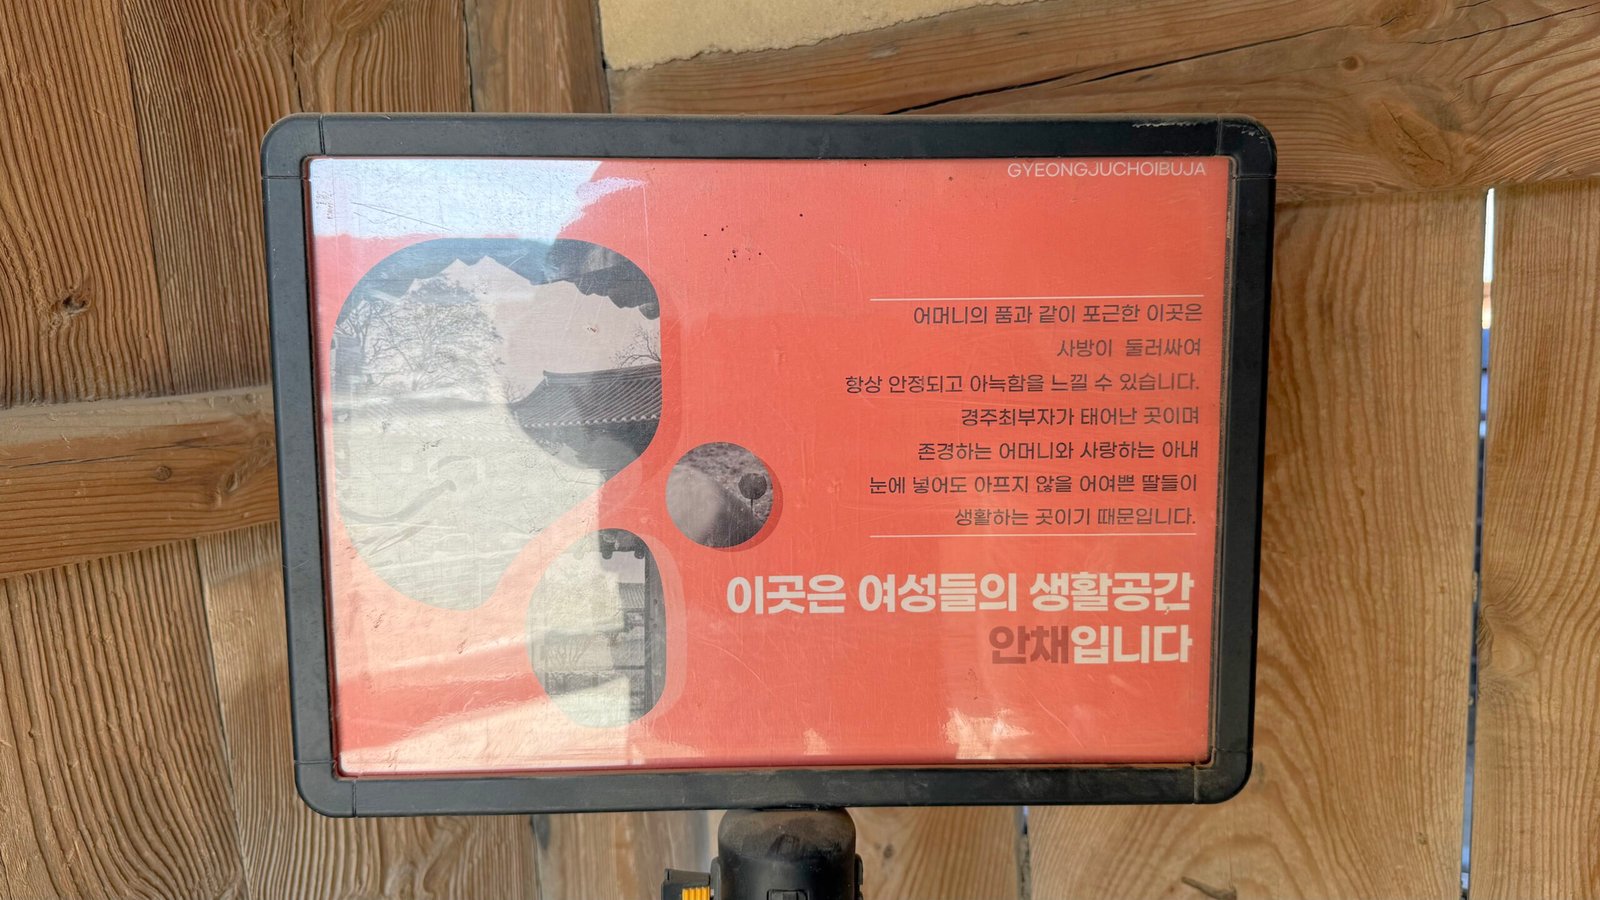 GYEONGJUCHOIBUJA
어머니의 품과 같이 포근한 이곳은
사방이 둘러싸여
항상 안정되고 아늑함을 느낄 수 있습니다.
경주최부자가 태어난 곳이며
존경하는 어머니와 사랑하는 아내
눈에 넣어도 아프지 않을 어여쁜 딸들이
생활하는 곳이기 때문입니다.
이곳은 여성들의 생활공간
안채입니다